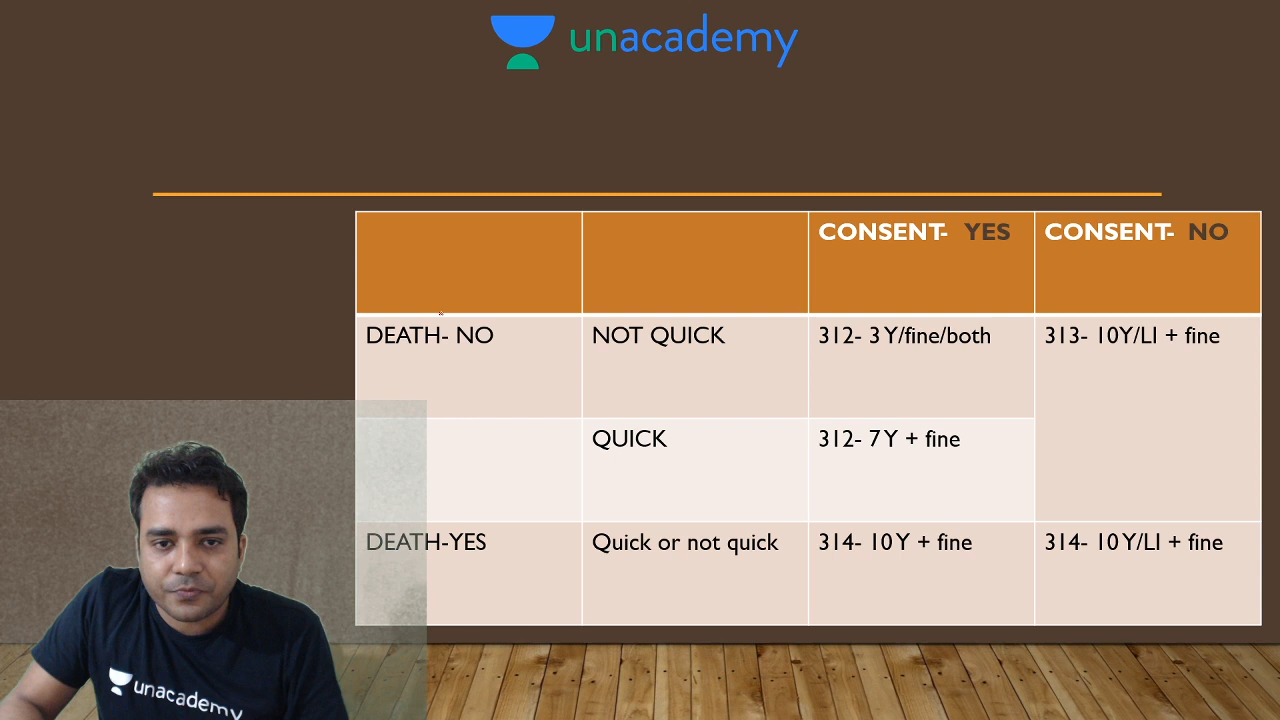 unacademy
CONSENT- YES
CONSENT- NO
DEATH- NO
NOT QUICK
312- 3Y/fine/both
313- 10Y/LI + fine
QUICK
312- 7Y + fine
DEATH-YES
Quick or not quick
314- 10Y + fine
314- 10Y/LI + fine
unacademy